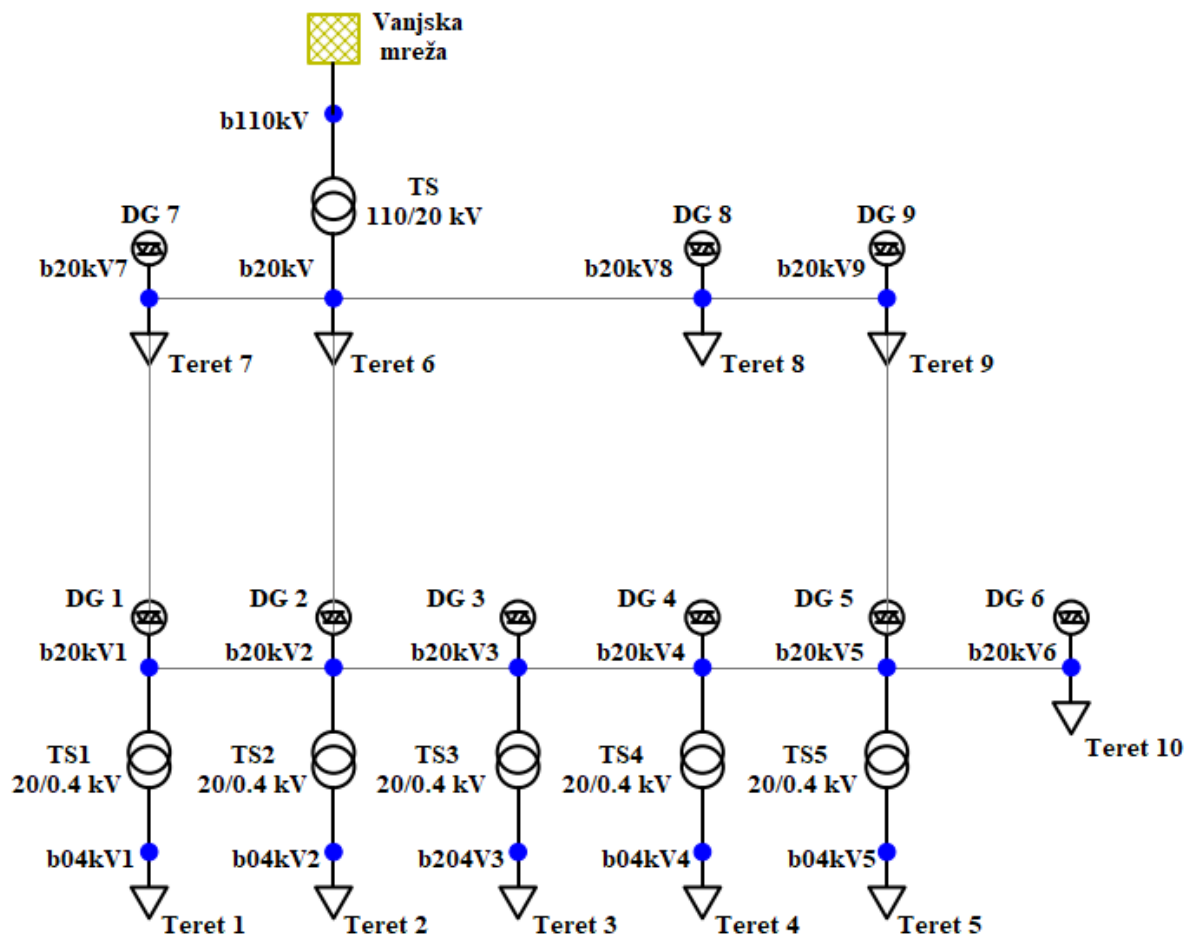 Vanjska
mreža
b110kV
TS
110/20 kV
DG 7
DG 8
DG 9
b20kV7
b20kV
b20kV8
b20kV9
Teret 7
Teret 6
Teret 8
Teret 9
DG 1
DG 2
DG 3
DG 4
DG 5
DG 6
b20kV1
b20kV2
b20kV3
b20kV4
b20kV5
b20kV6
Teret 10
TS1
20/0.4 kV
TS2
20/0.4 kV
TS3
20/0.4 kV
TS4
20/0.4 kV
TS5
20/0.4 kV
b04kV1
b04kV2
b204V3
b04kV4
b04kV5
Teret 1
Teret 2
Teret 3
Teret 4
Teret 5